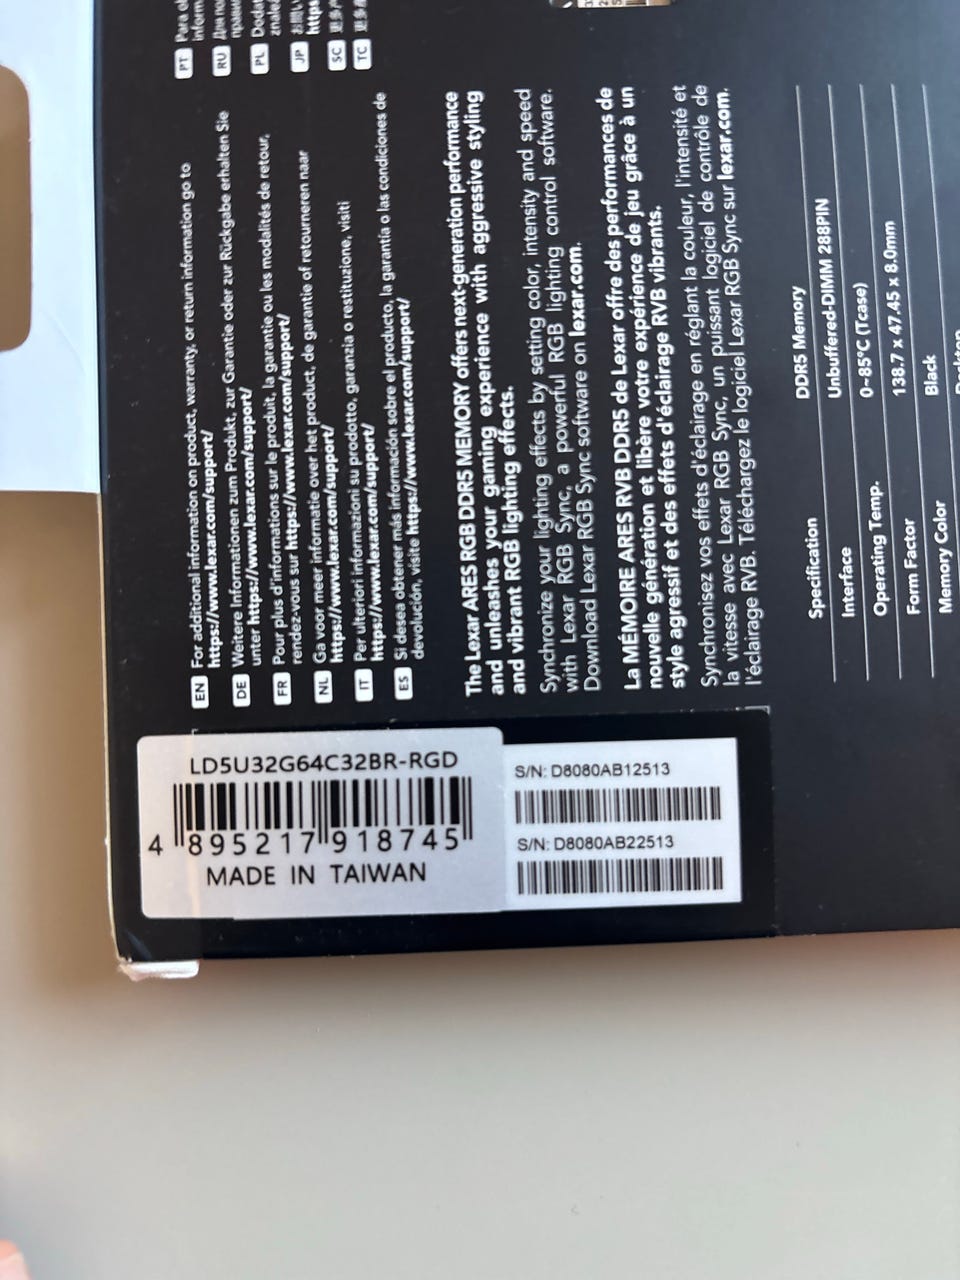 PT
RU
PL
JP
SC
TC
EN For additional information on product, warranty, or return information go to
https://www.lexar.com/support/
DE Weitere Informationen zum Produkt, zur Garantie oder zur Rückgabe erhalten Sie
unter https://www.lexar.com/support/
FR Pour plus d'informations sur le produit, la garantie ou les modalités de retour,
rendez-vous sur https://www.lexar.com/support/
NL Ga voor meer informatie over het product, de garantie of retourneren naar
https://www.lexar.com/support/
IT Per ulteriori informazioni su prodotto, garanzia o restituzione, visiti
https://www.lexar.com/support/
ES Si desea obtener más información sobre el producto, la garantía o las condiciones de
devolución, visite https://www.lexar.com/support/
The Lexar ARES RGB DDR5 MEMORY offers next-generation performance
and unleashes your gaming experience with aggressive styling
and vibrant RGB lighting effects.
Synchronize your lighting effects by setting color, intensity and speed
with Lexar RGB Sync, a powerful RGB lighting control software.
Download Lexar RGB Sync software on lexar.com.
La MÉMOIRE ARES RVB DDR5 de Lexar offre des performances de
nouvelle génération et libère votre expérience de jeu grâce à un
style agressif et des effets d'éclairage RVB vibrants.
Synchronisez vos effets d'éclairage en réglant la couleur, l'intensité et
la vitesse avec Lexar RGB Sync, un puissant logiciel de contrôle de
l'éclairage RVB. Téléchargez le logiciel Lexar RGB Sync sur lexar.com.
Specification DDR5 Memory
Interface Unbuffered-DIMM 288PIN
Operating Temp. 0~85°C (Tcase)
Form Factor 138.7 x 47.45 x 8.0mm
Memory Color Black
LD5U32G64C32BR-RGD
4 895217 918745
MADE IN TAIWAN
S/N: D8080AB12513
S/N: D8080AB22513